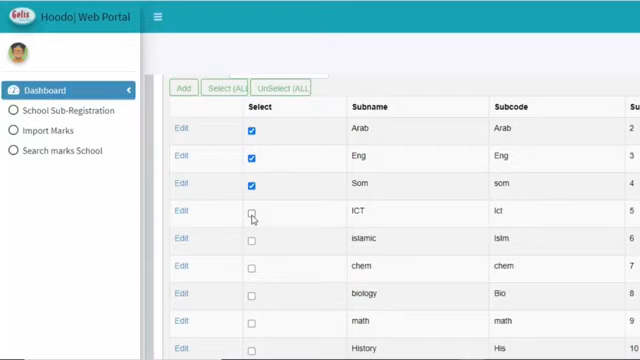 Golis
Hoodo| Web Portal
Dashboard
School Sub-Registration
Import Marks
Search marks School
Add Select (ALL UnSelect (ALL
Select Subname Subcode Su
Edit Arab Arab 2
Edit Eng Eng 3
Edit Som som 4
Edit ICT Ict 5
Edit islamic Islm 6
Edit chem chem 7
Edit biology Bio 8
Edit math math 9
Edit History His 10